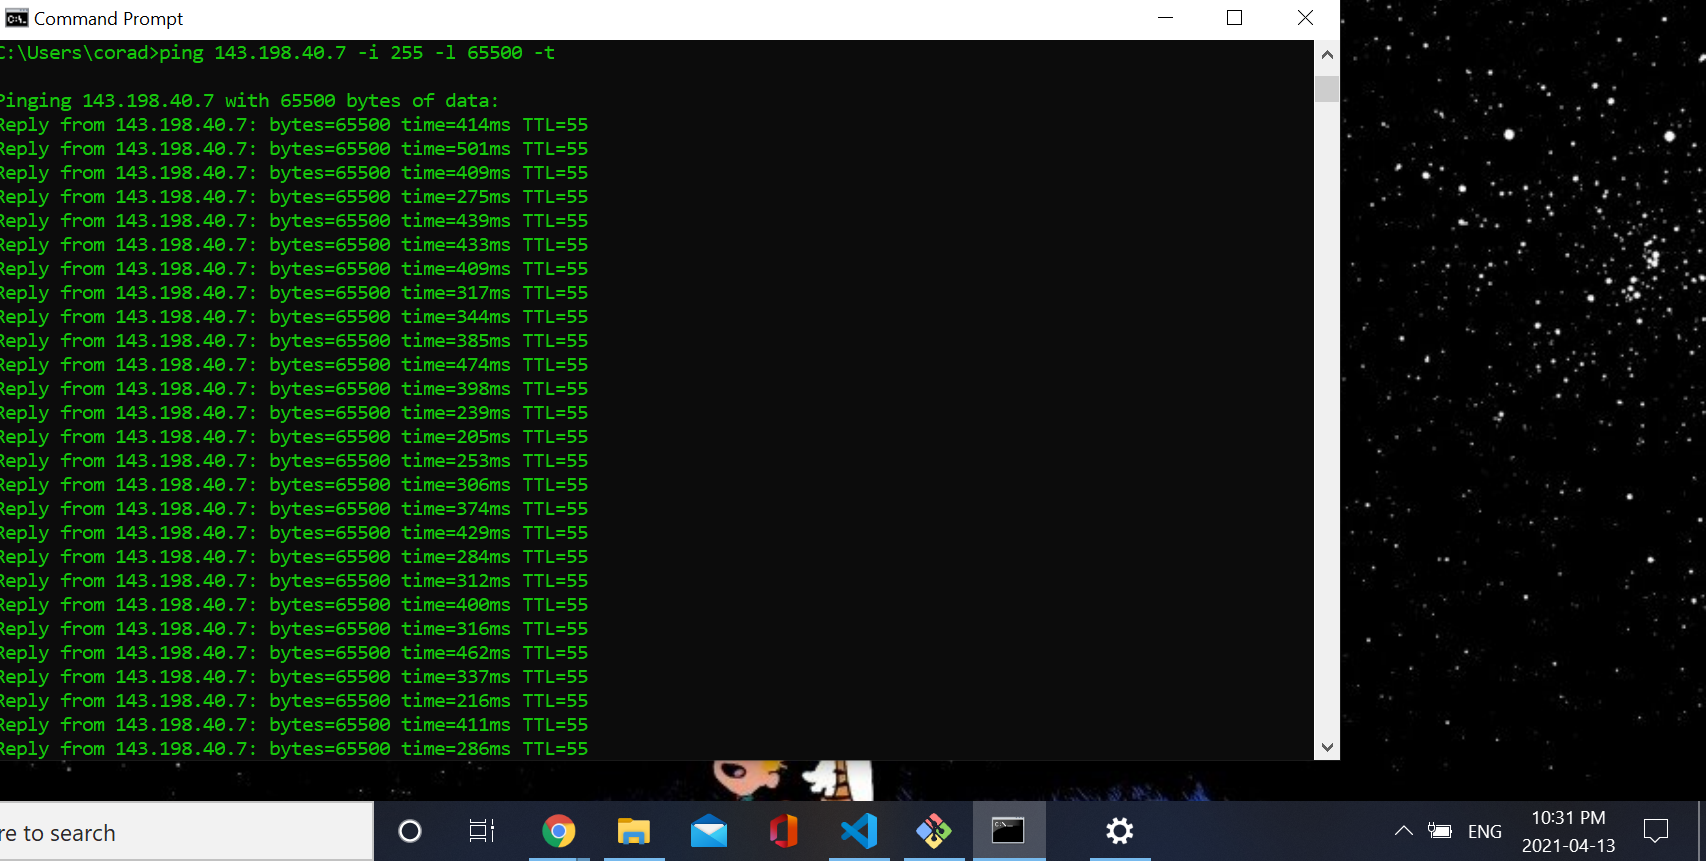 Command Prompt
C:\Users\corad>ping 143.198.40.7 -i 255 -l 65500 -t
Pinging 143.198.40.7 with 65500 bytes of data:
Reply from 143.198.40.7: bytes=65500 time=414ms TTL=55
Reply from 143.198.40.7: bytes=65500 time=501ms TTL=55
Reply from 143.198.40.7: bytes=65500 time=409ms TTL=55
Reply from 143.198.40.7: bytes=65500 time=275ms TTL=55
Reply from 143.198.40.7: bytes=65500 time=439ms TTL=55
Reply from 143.198.40.7: bytes=65500 time=433ms TTL=55
Reply from 143.198.40.7: bytes=65500 time=409ms TTL=55
Reply from 143.198.40.7: bytes=65500 time=317ms TTL=55
Reply from 143.198.40.7: bytes=65500 time=344ms TTL=55
Reply from 143.198.40.7: bytes=65500 time=385ms TTL=55
Reply from 143.198.40.7: bytes=65500 time=474ms TTL=55
Reply from 143.198.40.7: bytes=65500 time=398ms TTL=55
Reply from 143.198.40.7: bytes=65500 time=239ms TTL=55
Reply from 143.198.40.7: bytes=65500 time=205ms TTL=55
Reply from 143.198.40.7: bytes=65500 time=253ms TTL=55
Reply from 143.198.40.7: bytes=65500 time=306ms TTL=55
Reply from 143.198.40.7: bytes=65500 time=374ms TTL=55
Reply from 143.198.40.7: bytes=65500 time=429ms TTL=55
Reply from 143.198.40.7: bytes=65500 time=284ms TTL=55
Reply from 143.198.40.7: bytes=65500 time=312ms TTL=55
Reply from 143.198.40.7: bytes=65500 time=400ms TTL=55
Reply from 143.198.40.7: bytes=65500 time=316ms TTL=55
Reply from 143.198.40.7: bytes=65500 time=462ms TTL=55
Reply from 143.198.40.7: bytes=65500 time=337ms TTL=55
Reply from 143.198.40.7: bytes=65500 time=216ms TTL=55
Reply from 143.198.40.7: bytes=65500 time=411ms TTL=55
Reply from 143.198.40.7: bytes=65500 time=286ms TTL=55
re to search
ENG
10:31 PM
2021-04-13